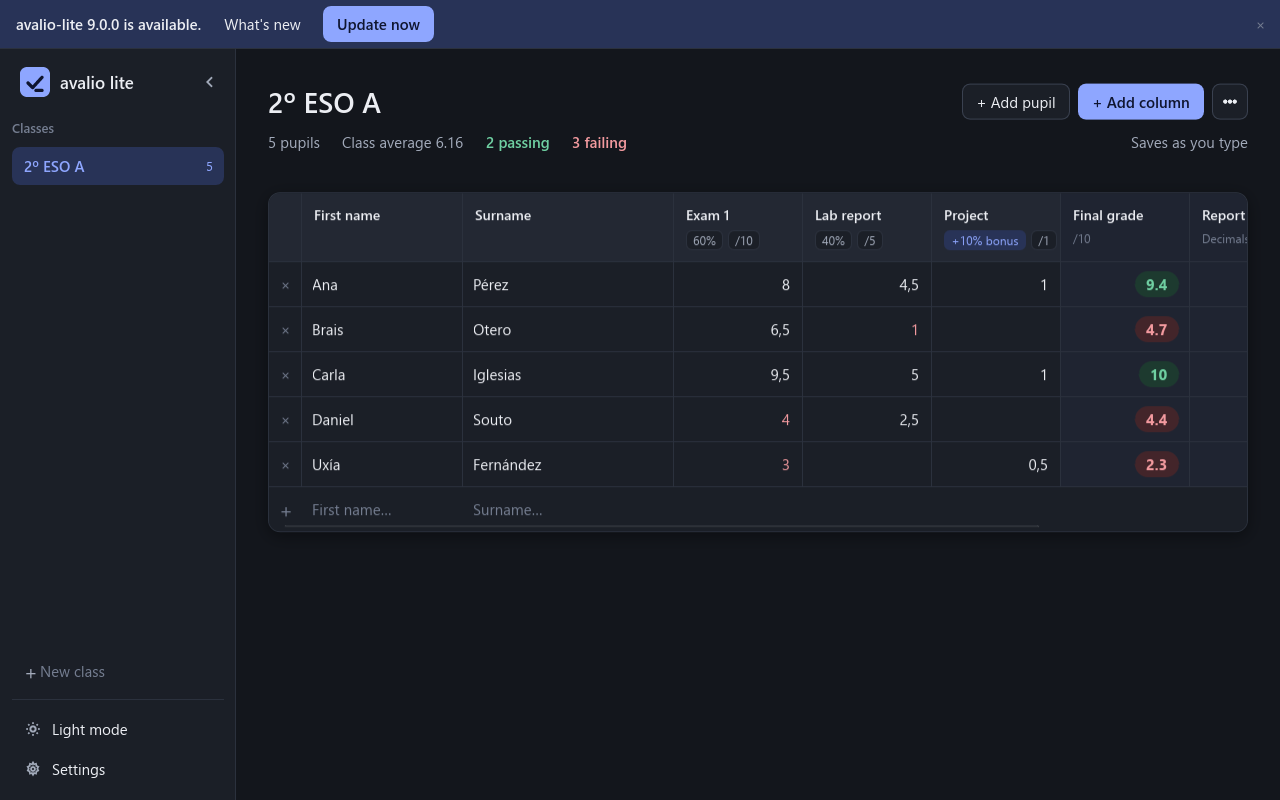 avalio-lite 9.0.0 is available. What's new Update now ×
avalio lite
Classes
2º ESO A 5
+ New class
Light mode
Settings
2º ESO A
+ Add pupil + Add column •••
5 pupils Class average 6.16 2 passing 3 failing Saves as you type
First name Surname Exam 1 Lab report Project Final grade Report
60% /10 40% /5 +10% bonus /1 /10 Decimals
× Ana Pérez 8 4,5 1 9.4
× Brais Otero 6,5 1 4.7
× Carla Iglesias 9,5 5 1 10
× Daniel Souto 4 2,5 4.4
× Uxía Fernández 3 0,5 2.3
+ First name... Surname...